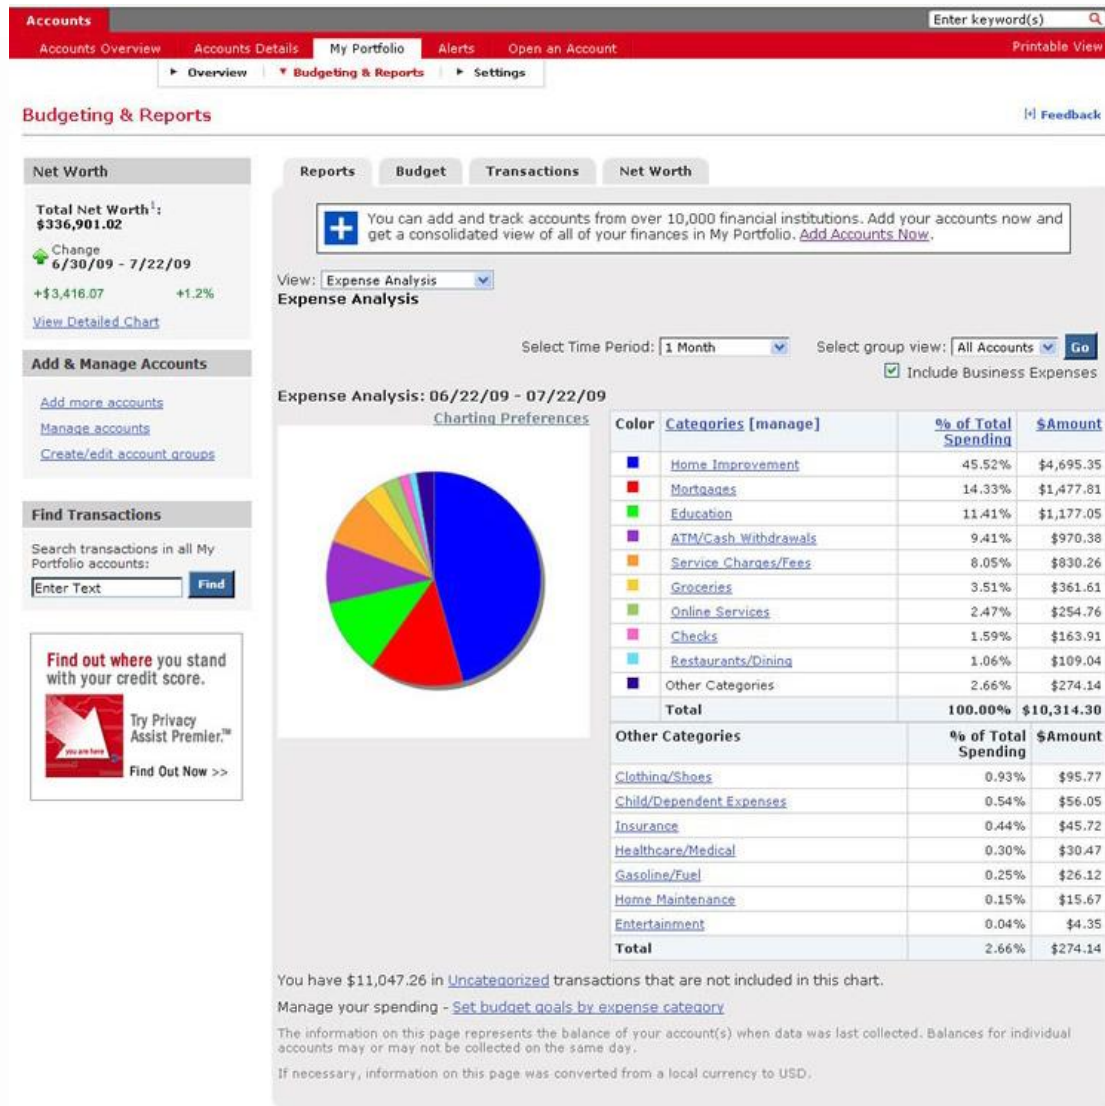 Accounts
Enter keyword(s)
Accounts Overview Accounts Details My Portfolio Alerts Open an Account Printable View
Overview Budgeting & Reports Settings
Budgeting & Reports
[+] Feedback
Net Worth
Total Net Worth1:
$336,901.02
Change
6/30/09 - 7/22/09
+$3,416.07 +1.2%
View Detailed Chart
Add & Manage Accounts
Add more accounts
Manage accounts
Create/edit account groups
Find Transactions
Search transactions in all My
Portfolio accounts:
Enter Text Find
Find out where you stand
with your credit score.
you are here
Try Privacy
Assist Premier.™
Find Out Now >>
Reports Budget Transactions Net Worth
You can add and track accounts from over 10,000 financial institutions. Add your accounts now and
get a consolidated view of all of your finances in My Portfolio. Add Accounts Now.
View: Expense Analysis
Expense Analysis
Select Time Period: 1 Month Select group view: All Accounts Go
Include Business Expenses
Expense Analysis: 06/22/09 - 07/22/09
Charting Preferences
Color Categories [manage] % of Total Spending $Amount
Home Improvement 45.52% $4,695.35
Mortgages 14.33% $1,477.81
Education 11.41% $1,177.05
ATM/Cash Withdrawals 9.41% $970.38
Service Charges/Fees 8.05% $830.26
Groceries 3.51% $361.61
Online Services 2.47% $254.76
Checks 1.59% $163.91
Restaurants/Dining 1.06% $109.04
Other Categories 2.66% $274.14
Total 100.00% $10,314.30
Other Categories % of Total Spending $Amount
Clothing/Shoes 0.93% $95.77
Child/Dependent Expenses 0.54% $56.05
Insurance 0.44% $45.72
Healthcare/Medical 0.30% $30.47
Gasoline/Fuel 0.25% $26.12
Home Maintenance 0.15% $15.67
Entertainment 0.04% $4.35
Total 2.66% $274.14
You have $11,047.26 in Uncategorized transactions that are not included in this chart.
Manage your spending - Set budget goals by expense category
The information on this page represents the balance of your account(s) when data was last collected. Balances for individual
accounts may or may not be collected on the same day.
If necessary, information on this page was converted from a local currency to USD.